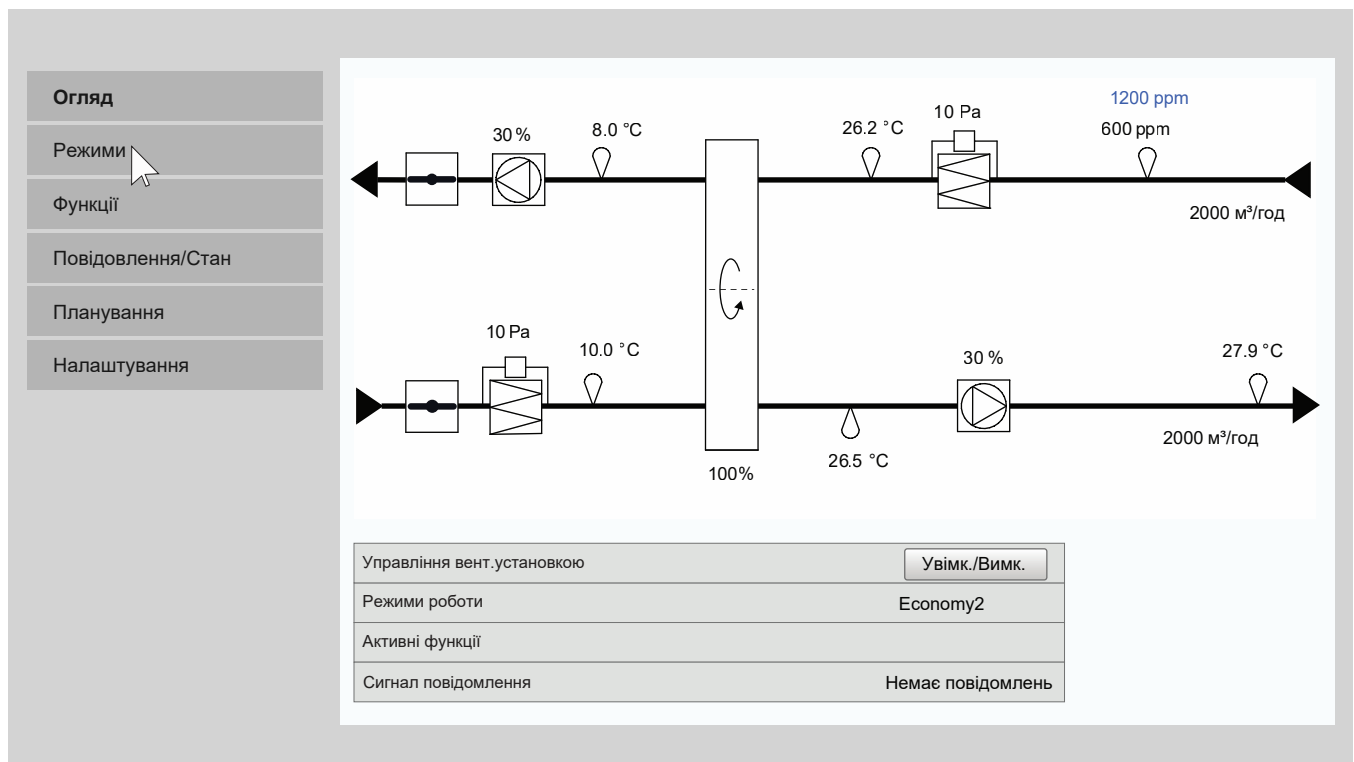 Огляд
Режими
Функції
Повідовлення/Стан
Планування
Налаштування
1200 ppm
10 Pa
30 %
8.0 °C
26.2 °C
600 ppm
2000 м³/год
10 Pa
10.0 °C
30 %
27.9 °C
2000 м³/год
26.5 °C
100%
Управління вент.установкою
Увімк./Вимк.
Режими роботи
Economy2
Активні функції
Сигнал повідомлення
Немає повідомлень